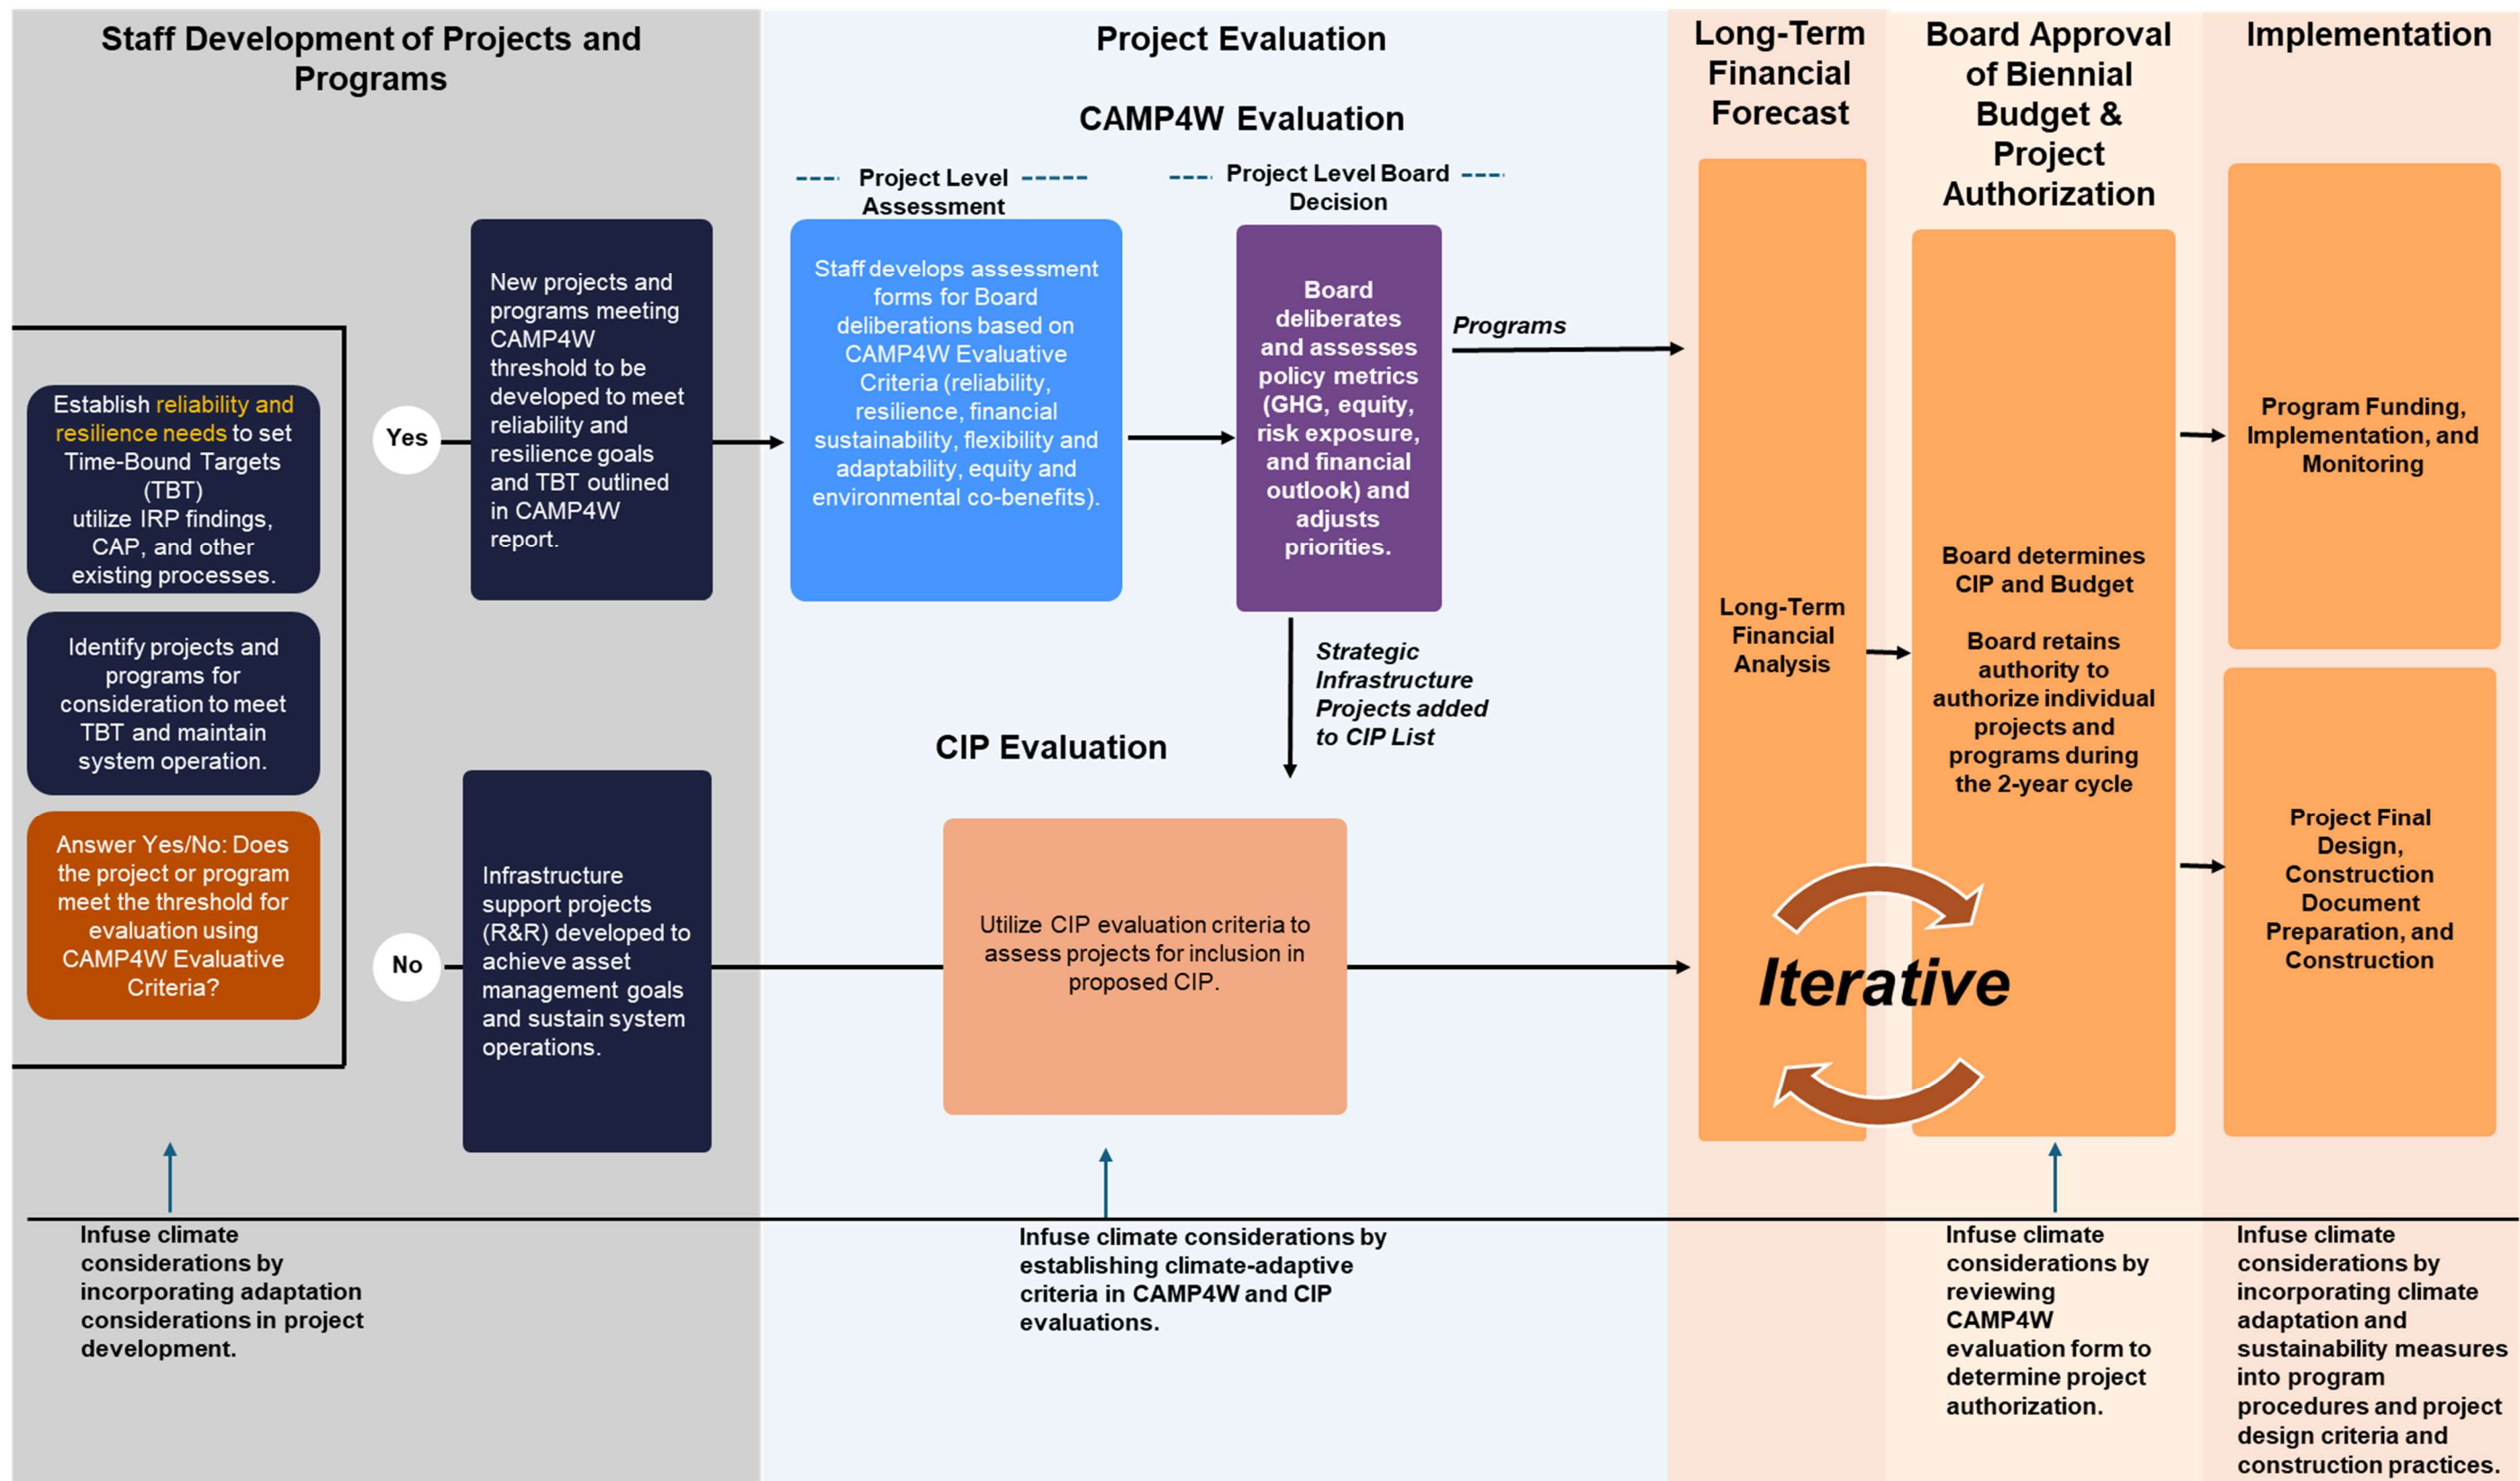 Staff Development of Projects and
Programs
Establish reliability and
resilience needs to set
Time-Bound Targets
(TBT)
utilize IRP findings,
CAP, and other
existing processes.
Identify projects and
programs for
consideration to meet
TBT and maintain
system operation.
Answer Yes/No: Does
the project or program
meet the threshold for
evaluation using
CAMP4W Evaluative
Criteria?
Yes
No
New projects and
programs meeting
CAMP4W
threshold to be
developed to meet
reliability and
resilience goals
and TBT outlined
in CAMP4W
report.
Infrastructure
support projects
(R&R) developed to
achieve asset
management goals
and sustain system
operations.
Project Evaluation
CAMP4W Evaluation
Project Level
Assessment
Staff develops assessment
forms for Board
deliberations based on
CAMP4W Evaluative
Criteria (reliability,
resilience, financial
sustainability, flexibility and
adaptability, equity and
environmental co-benefits).
Project Level Board
Decision
Board
deliberates
and assesses
policy metrics
(GHG, equity,
risk exposure,
and financial
outlook) and
adjusts
priorities.
Programs
Strategic
Infrastructure
Projects added
to CIP List
CIP Evaluation
Utilize CIP evaluation criteria to
assess projects for inclusion in
proposed CIP.
Long-Term
Financial
Forecast
Long-Term
Financial
Analysis
Board Approval
of Biennial
Budget &
Project
Authorization
Board determines
CIP and Budget
Board retains
authority to
authorize individual
projects and
programs during
the 2-year cycle
Iterative
Implementation
Program Funding,
Implementation, and
Monitoring
Project Final
Design,
Construction
Document
Preparation, and
Construction
Infuse climate
considerations by
incorporating adaptation
considerations in project
development.
Infuse climate considerations by
establishing climate-adaptive
criteria in CAMP4W and CIP
evaluations.
Infuse climate
considerations by
reviewing
CAMP4W
evaluation form to
determine project
authorization.
Infuse climate
considerations by
incorporating climate
adaptation and
sustainability measures
into program
procedures and project
design criteria and
construction practices.